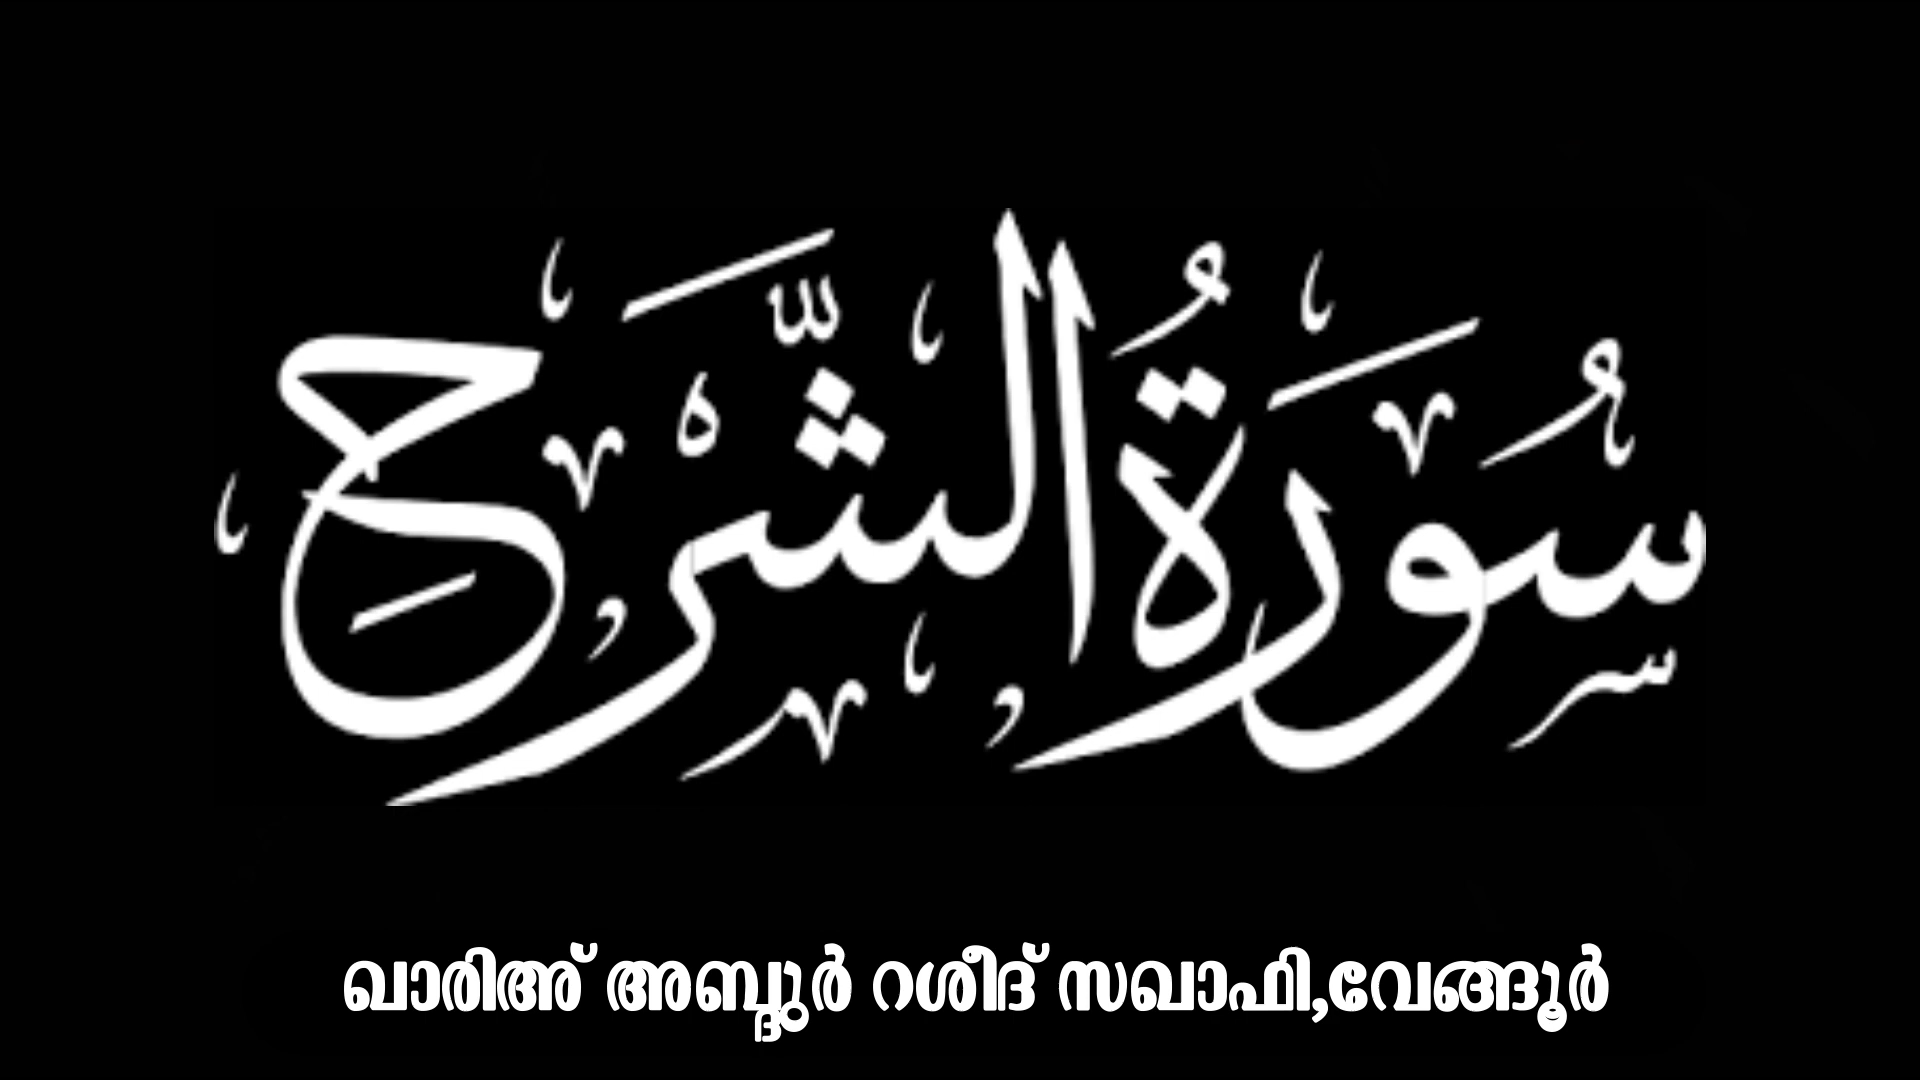 سُورَةُ الشَّرْحِ
ഖാരിഅ് അബ്ദുർ റശീദ് സഖാഫി,വേങ്ങൂർ